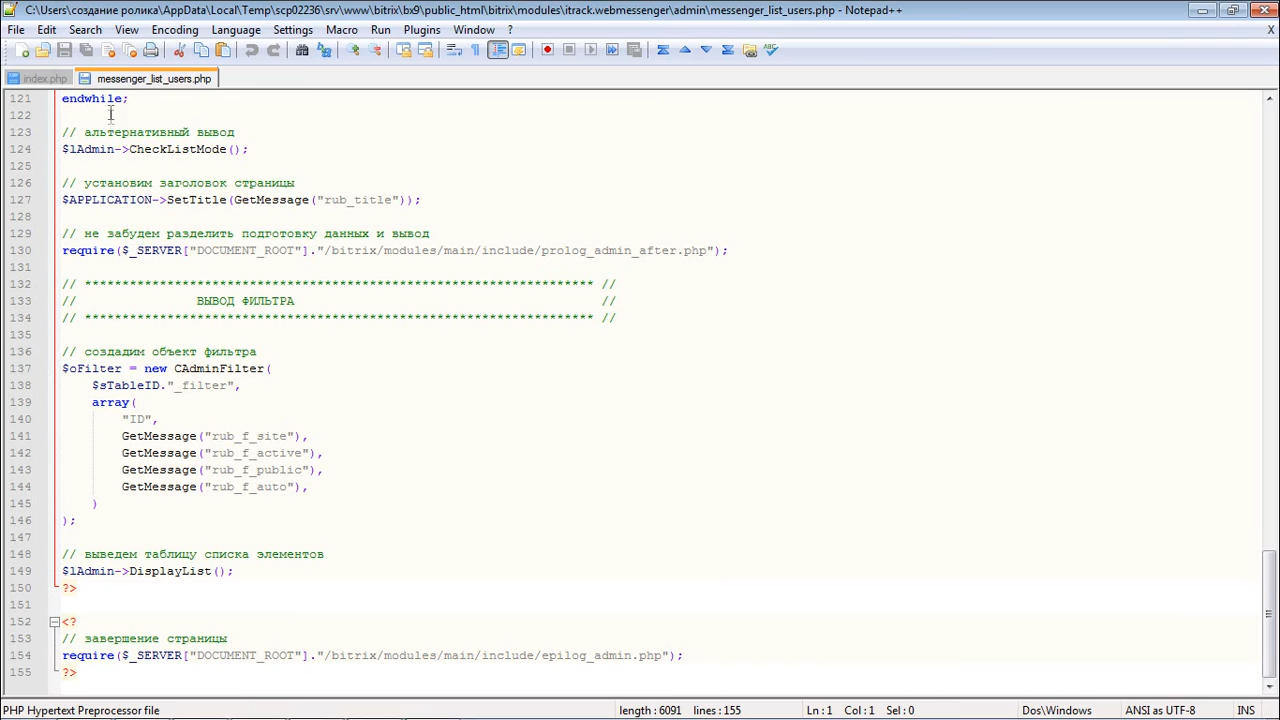 C:\Users\создание ролика\AppData\Local\Temp\scp02236\srv\www\bitrix\bx9\public_html\bitrix\modules\itrack.webmessenger\admin\messenger_list_users.php - Notepad++
File Edit Search View Encoding Language Settings Macro Run Plugins Window ? X
index.php messenger_list_users.php
121 endwhile;
122
123 // альтернативный вывод
124 $lAdmin->CheckListMode();
125
126 // установим заголовок страницы
127 $APPLICATION->SetTitle(GetMessage("rub_title"));
128
129 // не забудем разделить подготовку данных и вывод
130 require($_SERVER["DOCUMENT_ROOT"]."/bitrix/modules/main/include/prolog_admin_after.php");
131
132 // ******************************************************************** //
133 // ВЫВОД ФИЛЬТРА //
134 // ******************************************************************** //
135
136 // создадим объект фильтра
137 $oFilter = new CAdminFilter(
138 $sTableID."_filter",
139 array(
140 "ID",
141 GetMessage("rub_f_site"),
142 GetMessage("rub_f_active"),
143 GetMessage("rub_f_public"),
144 GetMessage("rub_f_auto"),
145 )
146 );
147
148 // выведем таблицу списка элементов
149 $lAdmin->DisplayList();
150 ?>
151
152 <?
153 // завершение страницы
154 require($_SERVER["DOCUMENT_ROOT"]."/bitrix/modules/main/include/epilog_admin.php");
155 ?>
PHP Hypertext Preprocessor file length : 6091 lines : 155 Ln : 1 Col : 1 Sel : 0 Dos\Windows ANSI as UTF-8 INS